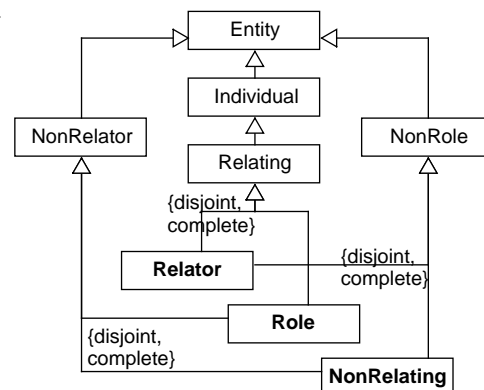 Entity
Individual
NonRelator
NonRole
Relating
{disjoint,
complete}
Relator
{disjoint,
complete}
Role
{disjoint,
complete}
NonRelating